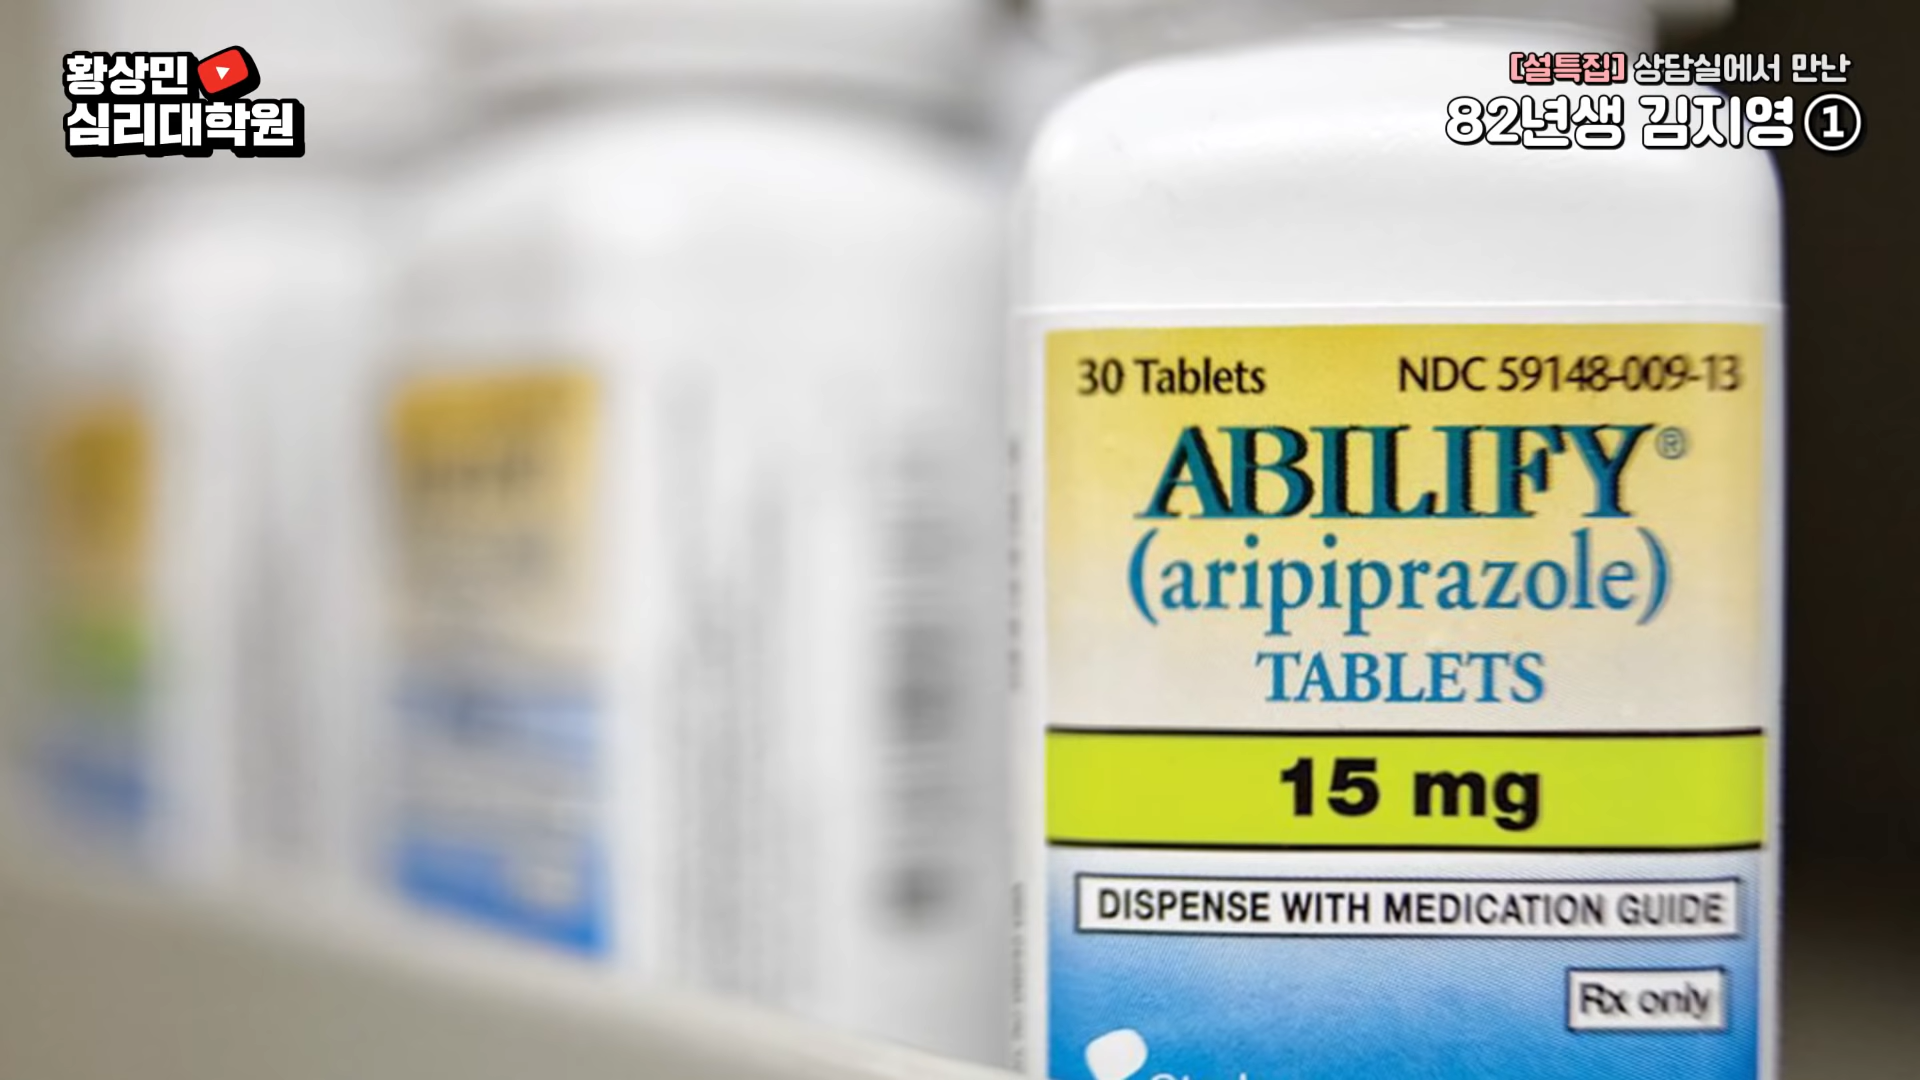 황상민
심리대학원
[설특집] 상담실에서 만난
82년생 김지영①
30 Tablets
NDC 59148-009-13
ABILIFY®
(aripiprazole)
TABLETS
15 mg
DISPENSE WITH MEDICATION GUIDE
Rx only